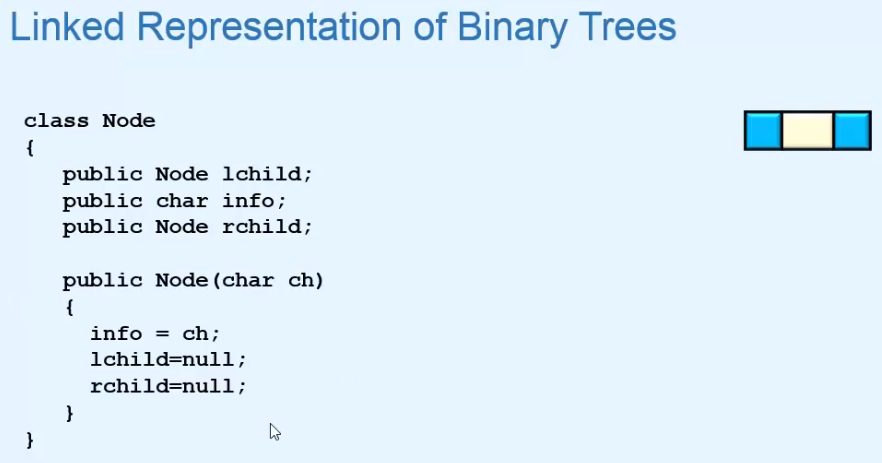 Linked Representation of Binary Trees
class Node
{
public Node lchild;
public char info;
public Node rchild;
public Node(char ch)
{
info = ch;
lchild=null;
rchild=null;
}
}